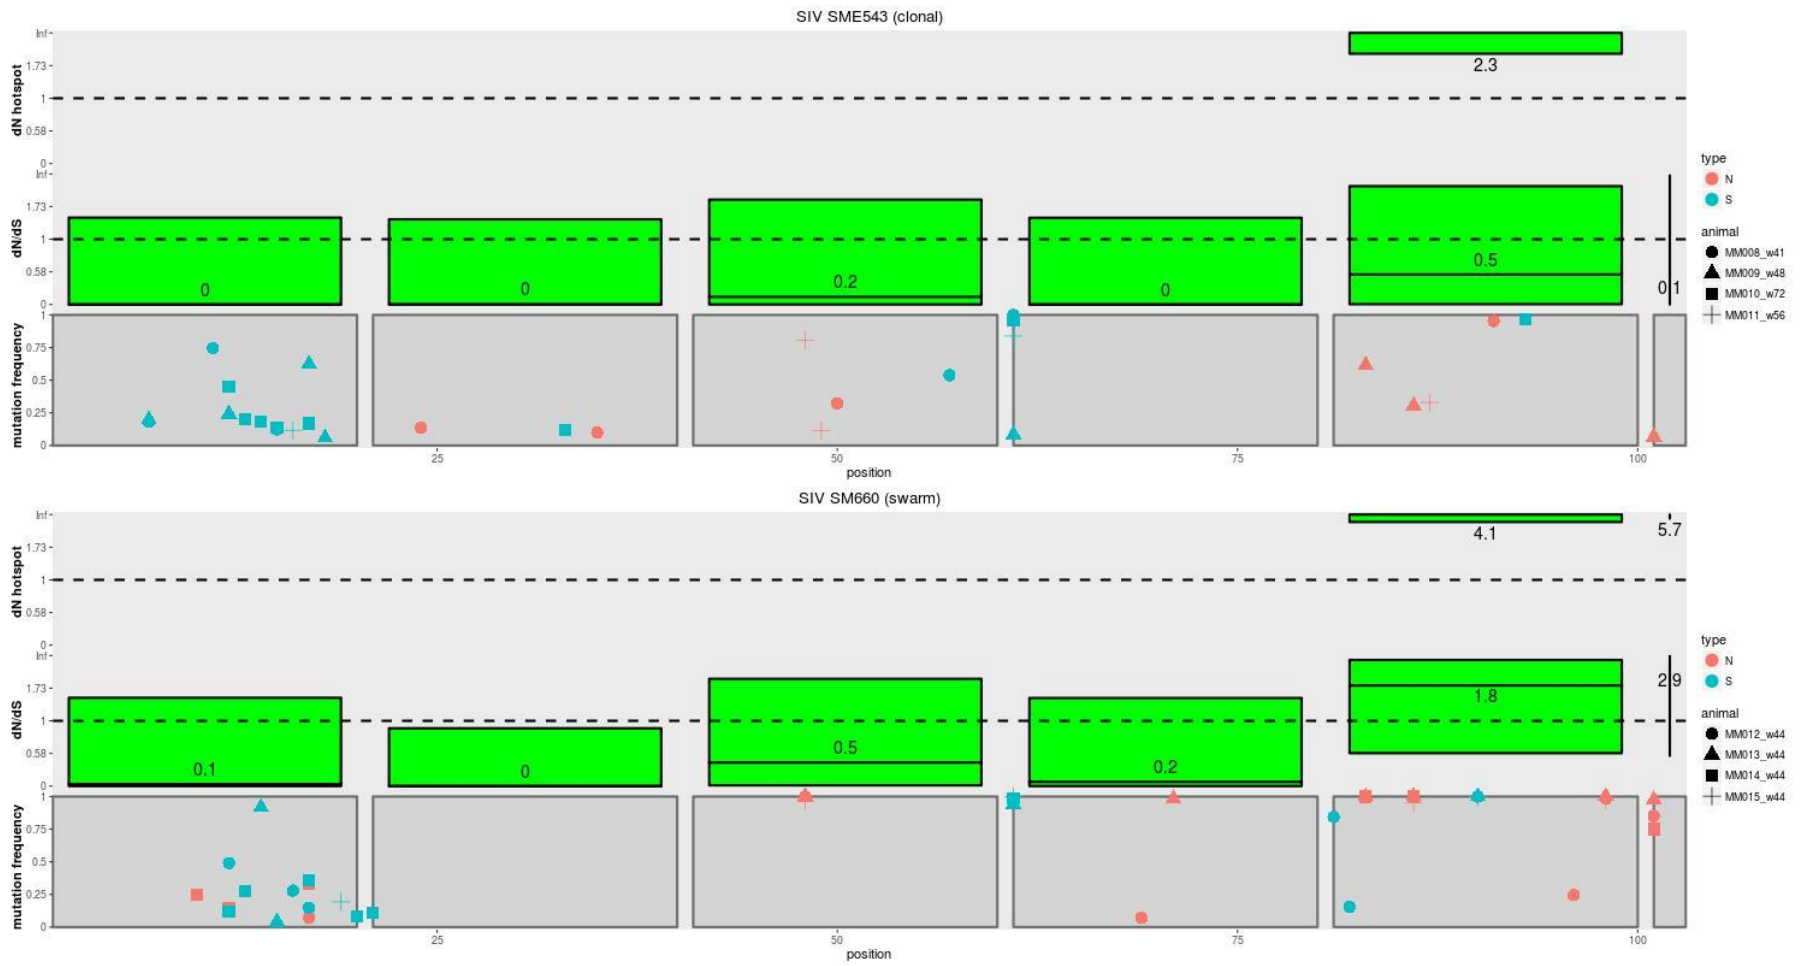 SIV SME543 (clonal)
dN hotspot
Inf
1.73
1
0.58
0
2.3
dN/dS
Inf
1.73
1
0.58
0
0
0
0.2
0
0.5
0.1
mutation frequency
1
0.75
0.5
0.25
0
25
50
75
100
position
type
N
S
animal
MM008_w41
MM009_w48
MM010_w72
MM011_w56
SIV SM660 (swarm)
dN hotspot
Inf
1.73
1
0.58
0
4.1
5.7
dN/dS
Inf
1.73
1
0.58
0
0.1
0
0.5
0.2
1.8
2.9
mutation frequency
1
0.75
0.5
0.25
0
25
50
75
100
position
type
N
S
animal
MM012_w44
MM013_w44
MM014_w44
MM015_w44